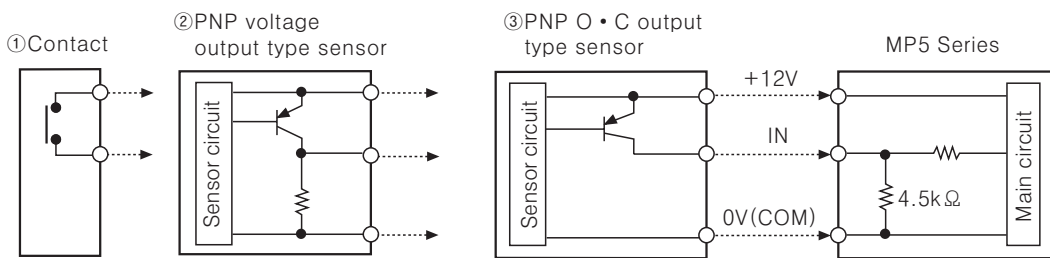 ①Contact
②PNP voltage
output type sensor
③PNP O • C output
type sensor
MP5 Series
Sensor circuit
Sensor circuit
+12V
IN
0V(COM)
4.5kΩ
Main circuit